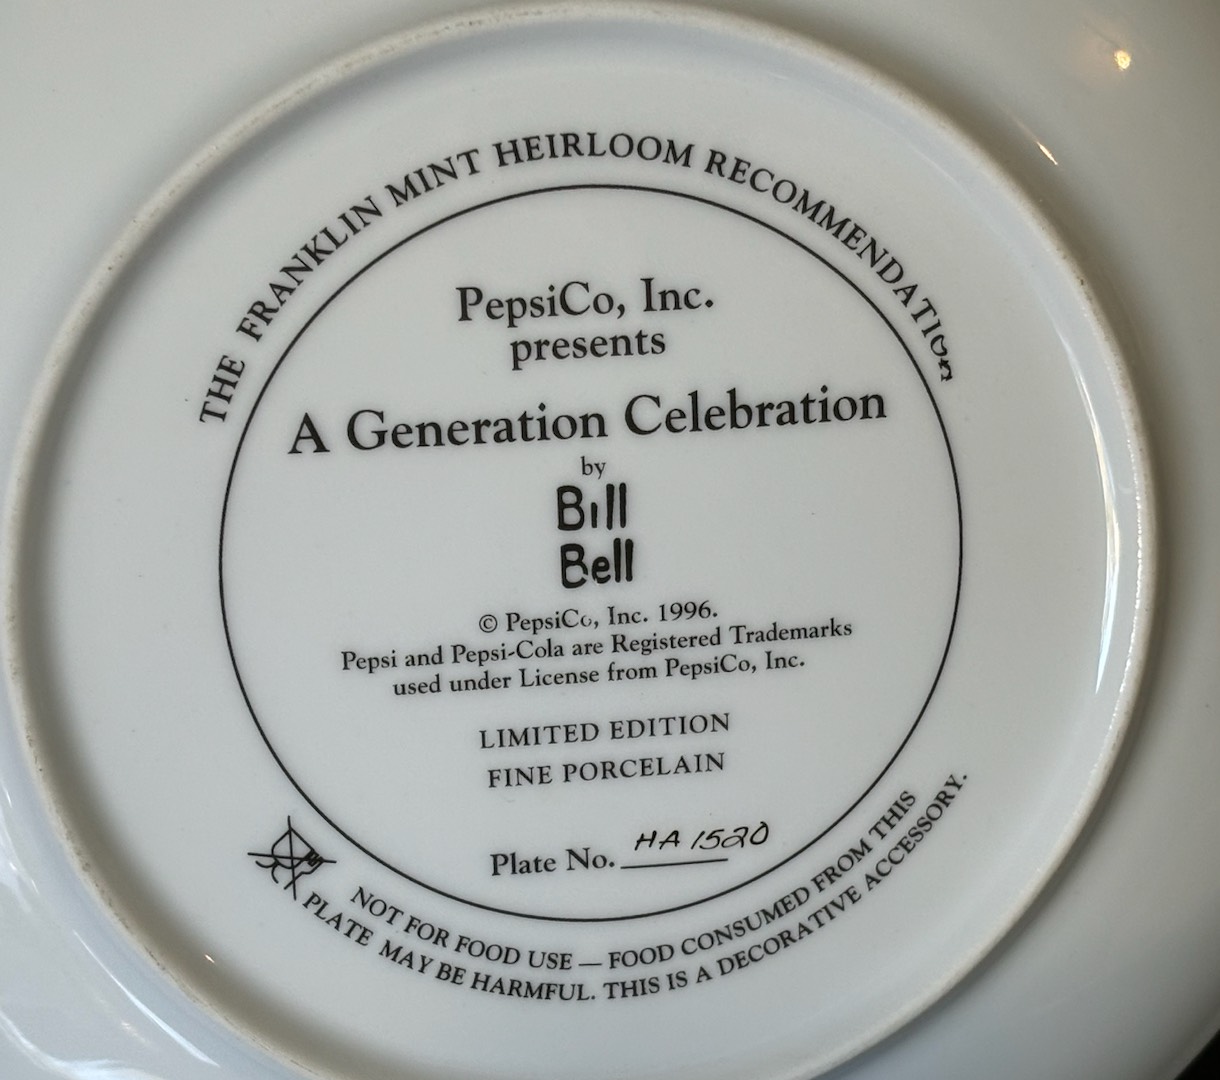 THE FRANKLIN MINT HEIRLOOM RECOMMENDATION
PepsiCo, Inc.
presents
A Generation Celebration
by
Bill
Bell
© PepsiCo, Inc. 1996.
Pepsi and Pepsi-Cola are Registered Trademarks
used under License from PepsiCo, Inc.
LIMITED EDITION
FINE PORCELAIN
Plate No. HA 1520
NOT FOR FOOD USE — FOOD CONSUMED FROM THIS
PLATE MAY BE HARMFUL. THIS IS A DECORATIVE ACCESSORY.